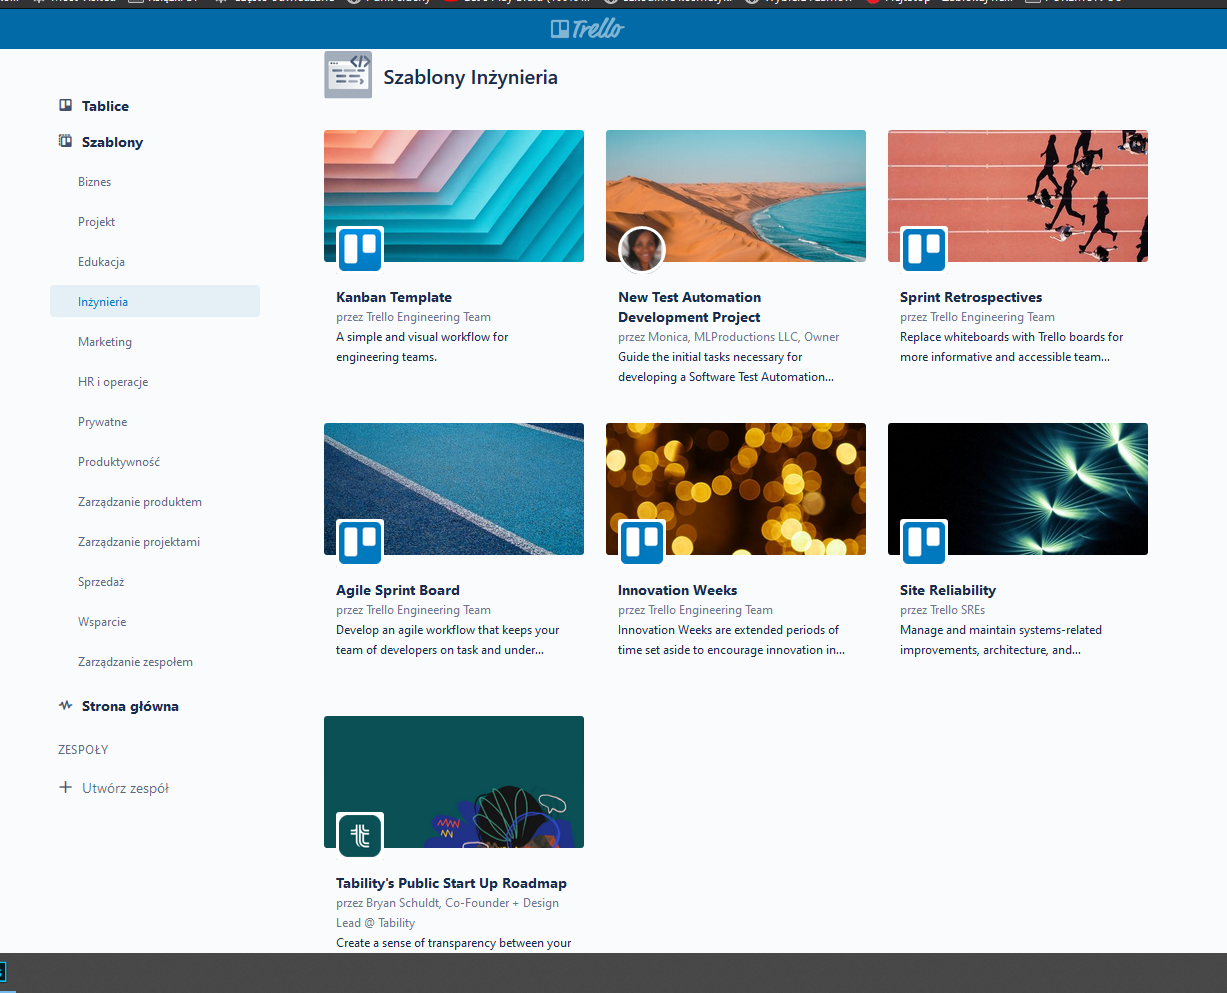 Trello
Szablony Inżynieria
Tablice
Szablony
Biznes
Projekt
Edukacja
Inżynieria
Marketing
HR i operacje
Prywatne
Produktywność
Zarządzanie produktem
Zarządzanie projektami
Sprzedaż
Wsparcie
Zarządzanie zespołem
Strona główna
ZESPOŁY
Utwórz zespół
Kanban Template
przez Trello Engineering Team
A simple and visual workflow for
engineering teams.
New Test Automation
Development Project
przez Monica, MLProductions LLC, Owner
Guide the initial tasks necessary for
developing a Software Test Automation...
Sprint Retrospectives
przez Trello Engineering Team
Replace whiteboards with Trello boards for
more informative and accessible team...
Agile Sprint Board
przez Trello Engineering Team
Develop an agile workflow that keeps your
team of developers on task and under...
Innovation Weeks
przez Trello Engineering Team
Innovation Weeks are extended periods of
time set aside to encourage innovation in...
Site Reliability
przez Trello SREs
Manage and maintain systems-related
improvements, architecture, and...
Tability's Public Start Up Roadmap
przez Bryan Schuldt, Co-Founder + Design
Lead @ Tability
Create a sense of transparency between your